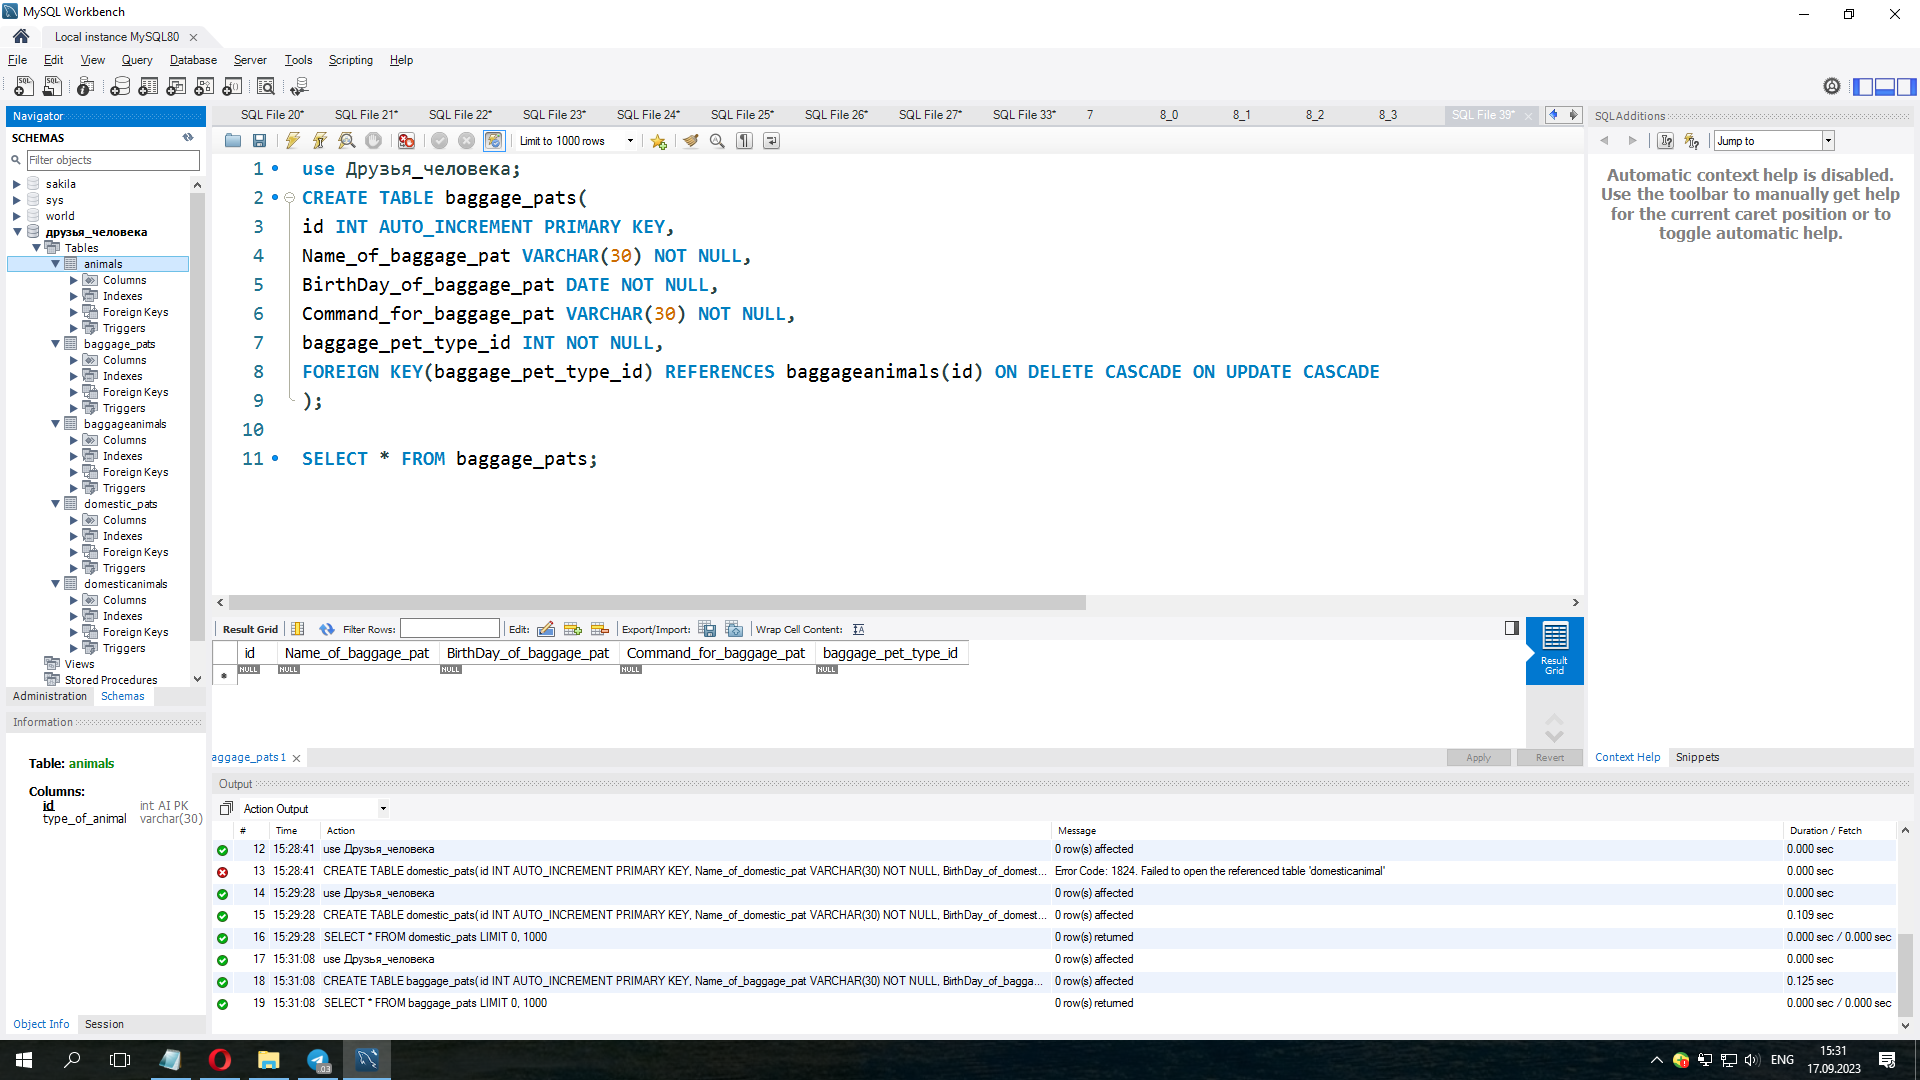 MySQL Workbench
Local instance MySQL80
File Edit View Query Database Server Tools Scripting Help
Navigator
SCHEMAS
Filter objects
sakila
sys
world
друзья_человека
Tables
animals
Columns
Indexes
Foreign Keys
Triggers
baggage_pats
Columns
Indexes
Foreign Keys
Triggers
baggageanimals
Columns
Indexes
Foreign Keys
Triggers
domestic_pats
Columns
Indexes
Foreign Keys
Triggers
domesticanimals
Columns
Indexes
Foreign Keys
Triggers
Views
Stored Procedures
Administration Schemas
Information
Table: animals
Columns:
id int AI PK
type_of_animal varchar(30)
Object Info Session
SQL File 20* SQL File 21* SQL File 22* SQL File 23* SQL File 24* SQL File 25* SQL File 26* SQL File 27* SQL File 33* 7 8_0 8_1 8_2 8_3 SQL File 39*
Limit to 1000 rows
1 use Друзья_человека;
2 CREATE TABLE baggage_pats(
3 id INT AUTO_INCREMENT PRIMARY KEY,
4 Name_of_baggage_pat VARCHAR(30) NOT NULL,
5 BirthDay_of_baggage_pat DATE NOT NULL,
6 Command_for_baggage_pat VARCHAR(30) NOT NULL,
7 baggage_pet_type_id INT NOT NULL,
8 FOREIGN KEY(baggage_pet_type_id) REFERENCES baggageanimals(id) ON DELETE CASCADE ON UPDATE CASCADE
9 );
10
11 SELECT * FROM baggage_pats;
Result Grid Filter Rows: Edit: Export/Import: Wrap Cell Content:
id Name_of_baggage_pat BirthDay_of_baggage_pat Command_for_baggage_pat baggage_pet_type_id
NULL NULL NULL NULL NULL
Result
Grid
aggage_pats 1
Apply Revert
SQLAdditions
Jump to
Automatic context help is disabled.
Use the toolbar to manually get help
for the current caret position or to
toggle automatic help.
Context Help Snippets
Output
Action Output
# Time Action Message Duration / Fetch
12 15:28:41 use Друзья_человека 0 row(s) affected 0.000 sec
13 15:28:41 CREATE TABLE domestic_pats( id INT AUTO_INCREMENT PRIMARY KEY, Name_of_domestic_pat VARCHAR(30) NOT NULL, BirthDay_of_domest... Error Code: 1824. Failed to open the referenced table 'domesticanimal' 0.000 sec
14 15:29:28 use Друзья_человека 0 row(s) affected 0.000 sec
15 15:29:28 CREATE TABLE domestic_pats( id INT AUTO_INCREMENT PRIMARY KEY, Name_of_domestic_pat VARCHAR(30) NOT NULL, BirthDay_of_domest... 0 row(s) affected 0.109 sec
16 15:29:28 SELECT * FROM domestic_pats LIMIT 0, 1000 0 row(s) returned 0.000 sec / 0.000 sec
17 15:31:08 use Друзья_человека 0 row(s) affected 0.000 sec
18 15:31:08 CREATE TABLE baggage_pats( id INT AUTO_INCREMENT PRIMARY KEY, Name_of_baggage_pat VARCHAR(30) NOT NULL, BirthDay_of_bagga... 0 row(s) affected 0.125 sec
19 15:31:08 SELECT * FROM baggage_pats LIMIT 0, 1000 0 row(s) returned 0.000 sec / 0.000 sec
ENG
15:31
17.09.2023